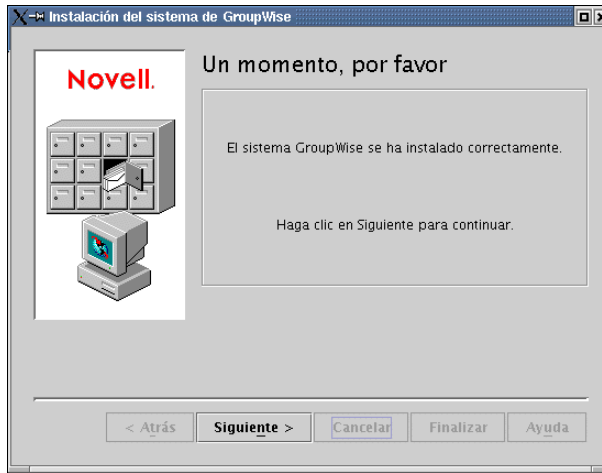 Instalación del sistema de GroupWise
Novell.
Un momento, por favor
El sistema GroupWise se ha instalado correctamente.
Haga clic en Siguiente para continuar.
< Atrás
Siguiente >
Cancelar
Finalizar
Ayuda